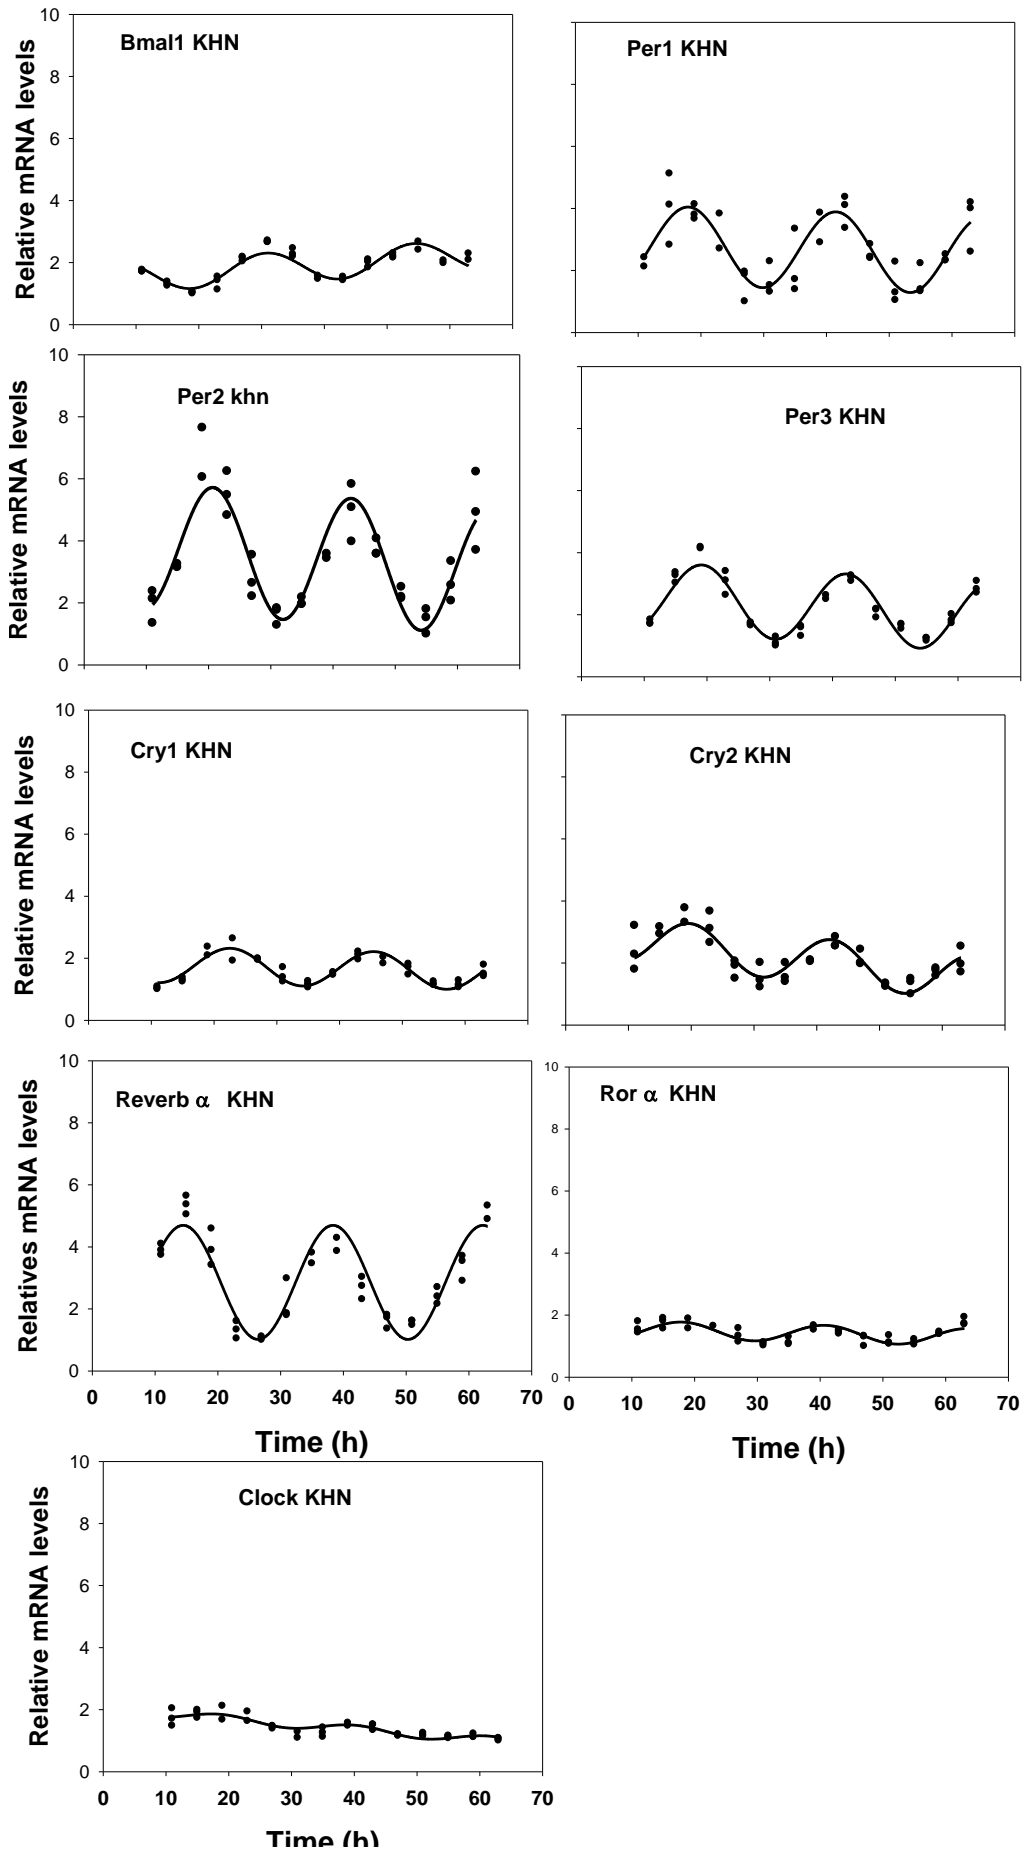 10
Bmal1 KHN
Per1 KHN
8
6
4
2
0
Relative mRNA levels
10
Per2 khn
Per3 KHN
8
6
4
2
0
Relative mRNA levels
10
Cry1 KHN
Cry2 KHN
8
6
4
2
0
Relative mRNA levels
10
Reverb α KHN
8
6
4
2
0
Relatives mRNA levels
0 10 20 30 40 50 60 70
Time (h)
10
Ror α KHN
8
6
4
2
0
0 10 20 30 40 50 60 70
Time (h)
10
Clock KHN
8
6
4
2
0
Relative mRNA levels
0 10 20 30 40 50 60 70
Time (h)